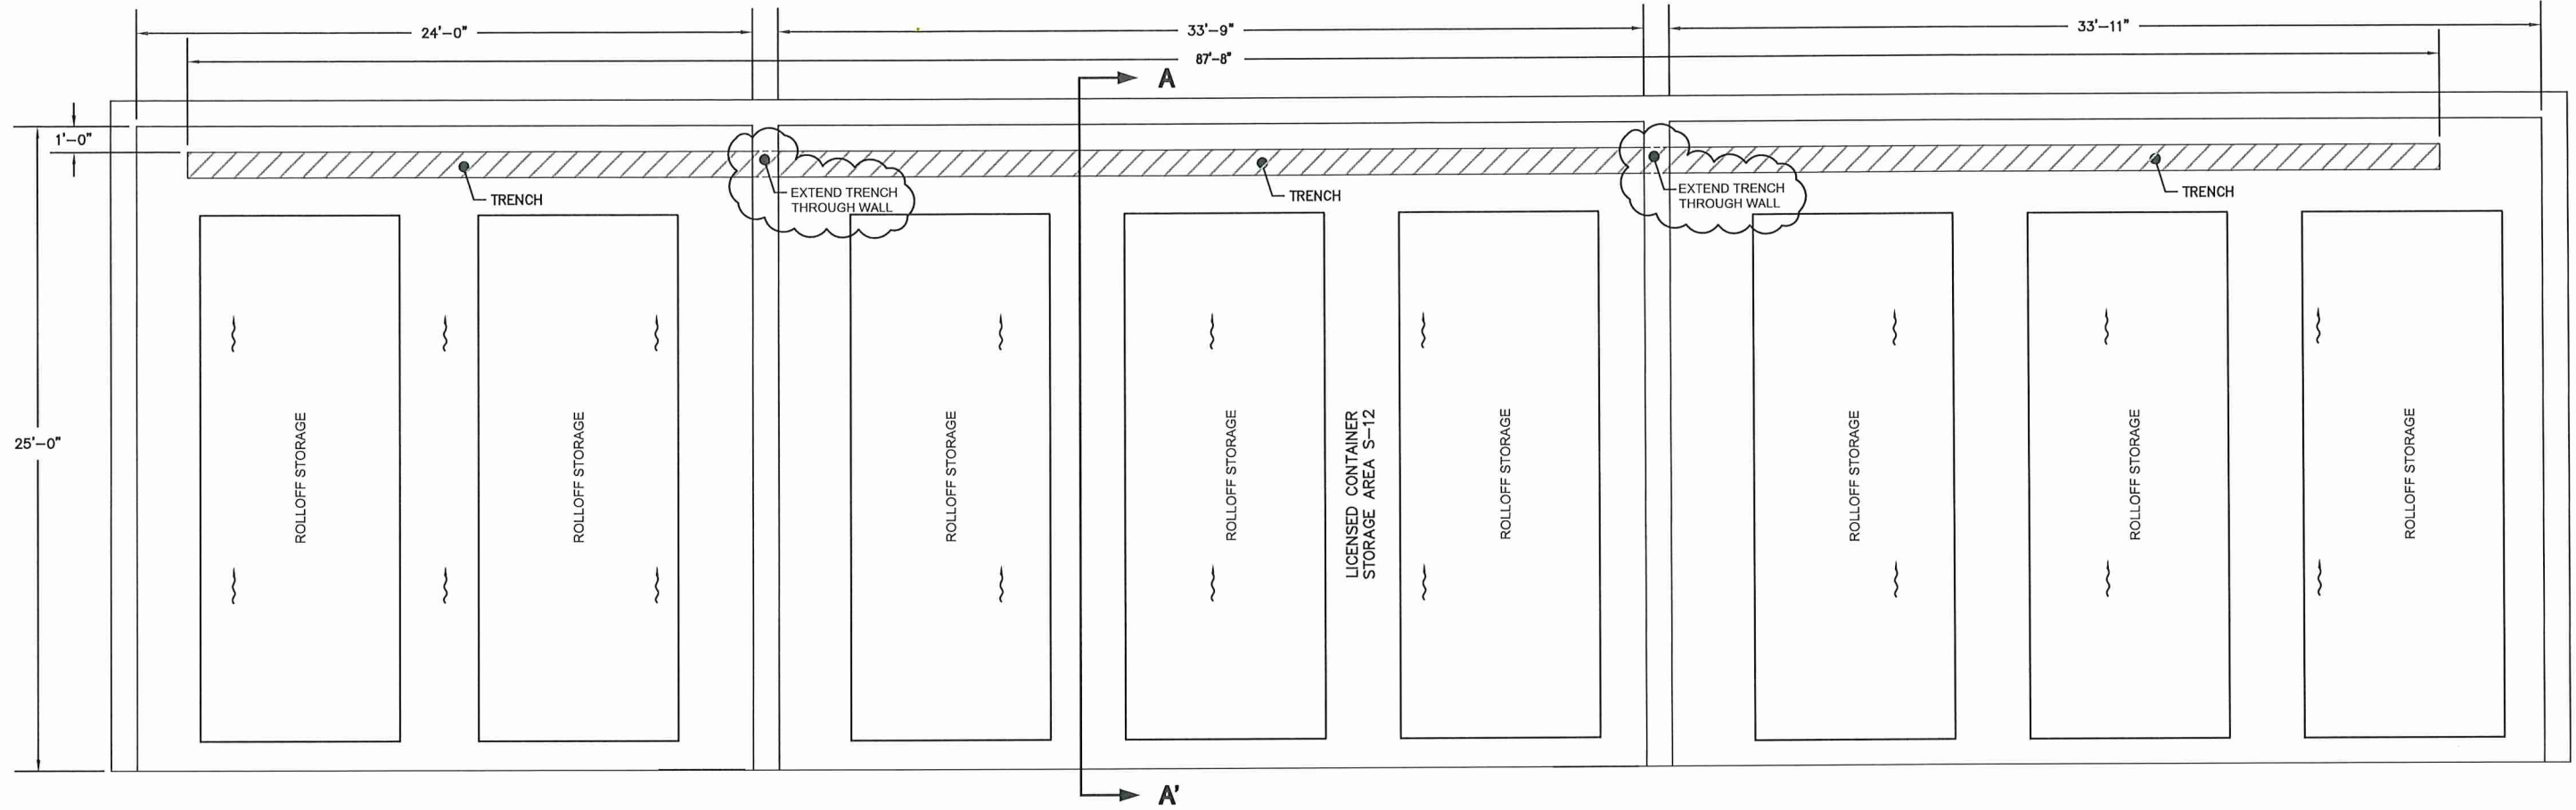 24'-0"
33'-9"
33'-11"
87'-8"
A
1'-0"
EXTEND TRENCH
THROUGH WALL
EXTEND TRENCH
THROUGH WALL
TRENCH
TRENCH
TRENCH
25'-0"
ROLLOFF STORAGE
ROLLOFF STORAGE
ROLLOFF STORAGE
ROLLOFF STORAGE
LICENSED CONTAINER
STORAGE AREA S-12
ROLLOFF STORAGE
ROLLOFF STORAGE
ROLLOFF STORAGE
ROLLOFF STORAGE
A'